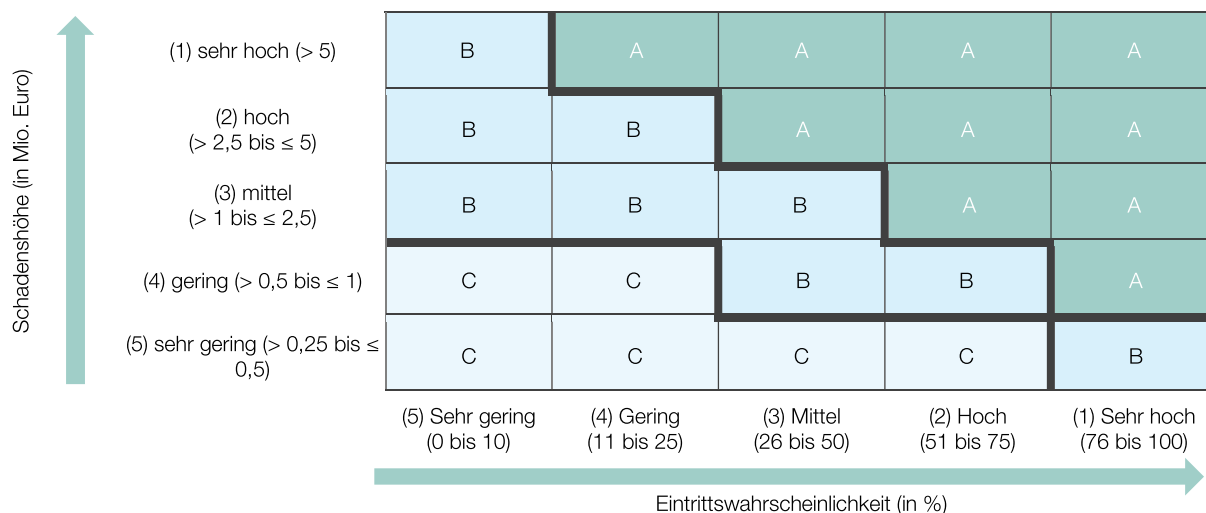 Schadenshöhe (in Mio. Euro)
(1) sehr hoch (> 5)
B A A A A
(2) hoch
(> 2,5 bis ≤ 5)
B B A A A
(3) mittel
(> 1 bis ≤ 2,5)
B B B A A
(4) gering (> 0,5 bis ≤ 1)
C C B B A
(5) sehr gering (> 0,25 bis ≤
0,5)
C C C C B
(5) Sehr gering
(0 bis 10)
(4) Gering
(11 bis 25)
(3) Mittel
(26 bis 50)
(2) Hoch
(51 bis 75)
(1) Sehr hoch
(76 bis 100)
Eintrittswahrscheinlichkeit (in %)